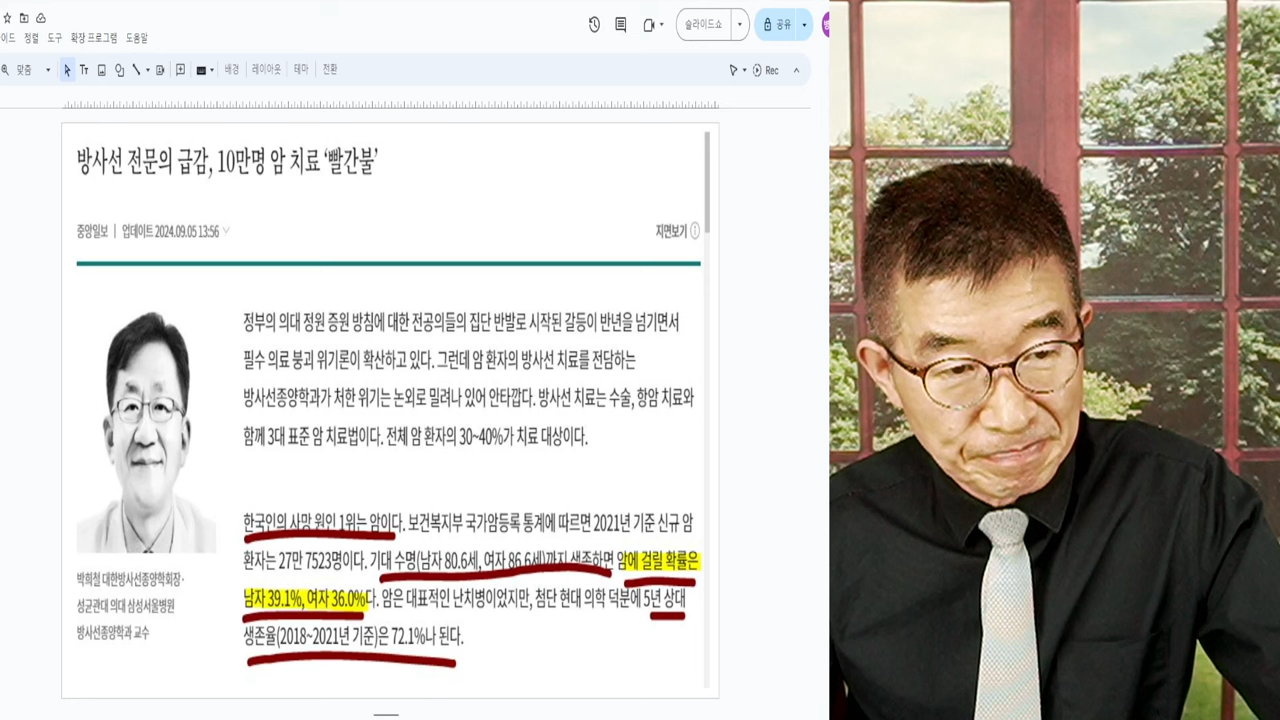 이드 정렬 도구 확장 프로그램 도움말
슬라이드쇼
공유
맞춤
Tr
배경 레이아웃 테마 전환
Rec
방사선 전문의 급감, 10만명 암 치료 ‘빨간불’
중앙일보 | 업데이트 2024.09.05 13:56
지면보기
정부의 의대 정원 증원 방침에 대한 전공의들의 집단 반발로 시작된 갈등이 반년을 넘기면서
필수 의료 붕괴 위기론이 확산하고 있다. 그런데 암 환자의 방사선 치료를 전담하는
방사선종양학과가 처한 위기는 논외로 밀려나 있어 안타깝다. 방사선 치료는 수술, 항암 치료와
함께 3대 표준 암 치료법이다. 전체 암 환자의 30~40%가 치료 대상이다.
한국인의 사망 원인 1위는 암이다. 보건복지부 국가암등록 통계에 따르면 2021년 기준 신규 암
환자는 27만 7523명이다. 기대 수명(남자 80.6세, 여자 86.6세)까지 생존하면 암에 걸릴 확률은
남자 39.1%, 여자 36.0%다. 암은 대표적인 난치병이었지만, 첨단 현대 의학 덕분에 5년 상대
생존율(2018~2021년 기준)은 72.1%나 된다.
박희철 대한방사선종양학회장·
성균관대 의대 삼성서울병원
방사선종양학과 교수